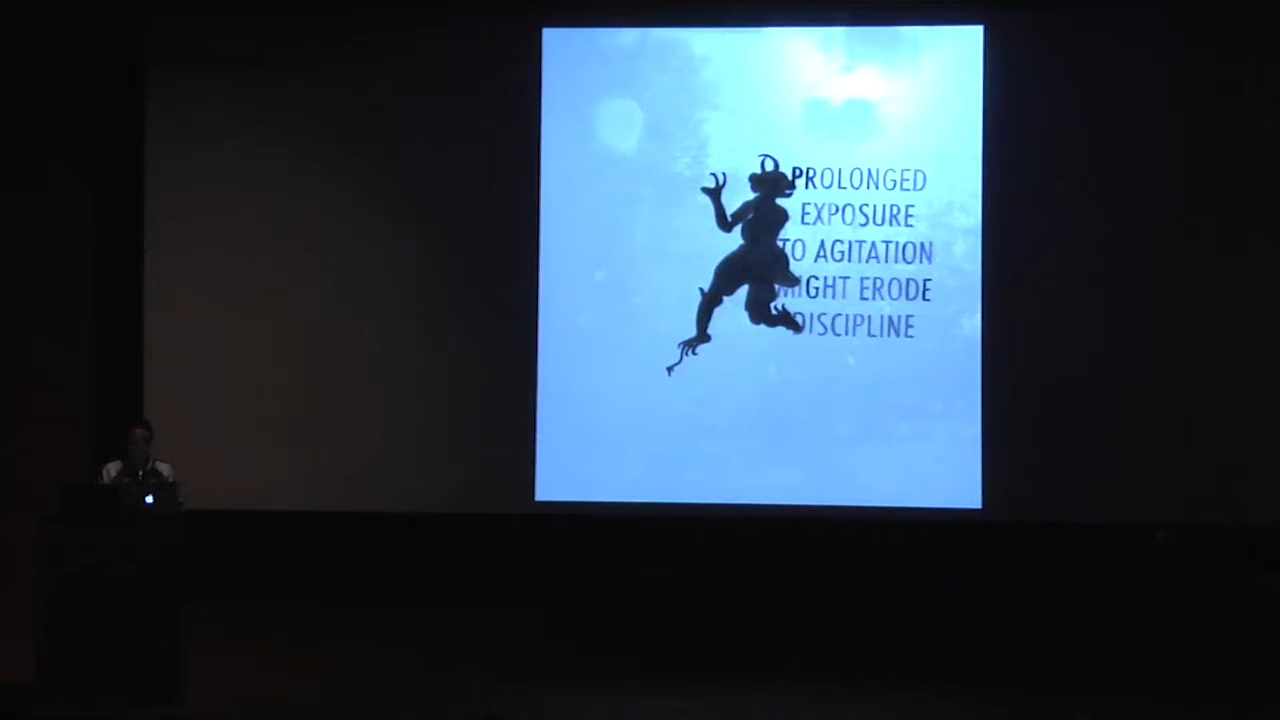 PROLONGED
EXPOSURE
TO AGITATION
MIGHT ERODE
DISCIPLINE